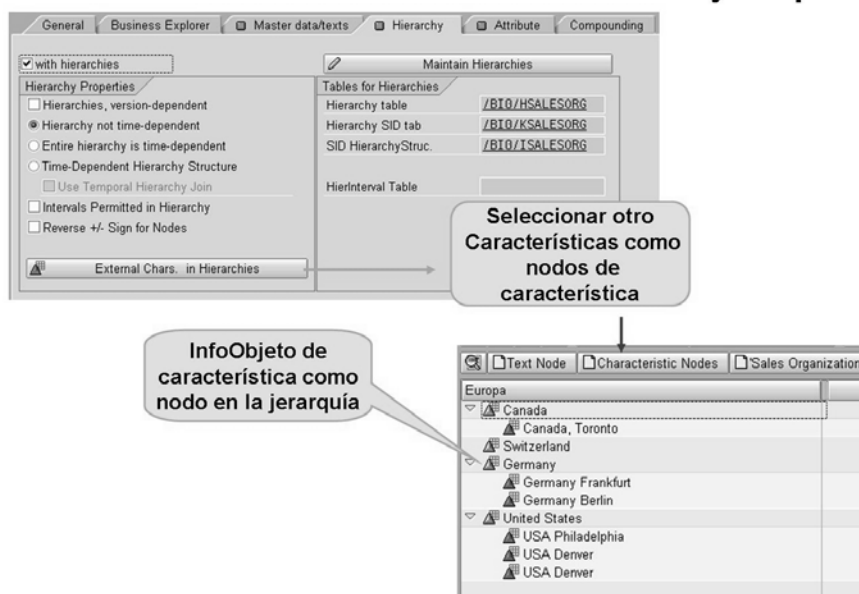 General Business Explorer Master data/texts Hierarchy Attribute Compounding
with hierarchies
Maintain Hierarchies
Hierarchy Properties
Hierarchies, version-dependent
Hierarchy not time-dependent
Entire hierarchy is time-dependent
Time-Dependent Hierarchy Structure
Use Temporal Hierarchy Join
Intervals Permitted in Hierarchy
Reverse +/- Sign for Nodes
External Chars. in Hierarchies
Tables for Hierarchies
Hierarchy table /BI0/HSALESORG
Hierarchy SID tab /BI0/KSALESORG
SID HierarchyStruc. /BI0/ISALESORG
HierInterval Table
Seleccionar otro
Características como
nodos de
característica
InfoObjeto de
característica como
nodo en la jerarquía
Text Node Characteristic Nodes 'Sales Organization
Europa
Canada
Canada, Toronto
Switzerland
Germany
Germany Frankfurt
Germany Berlin
United States
USA Philadelphia
USA Denver
USA Denver